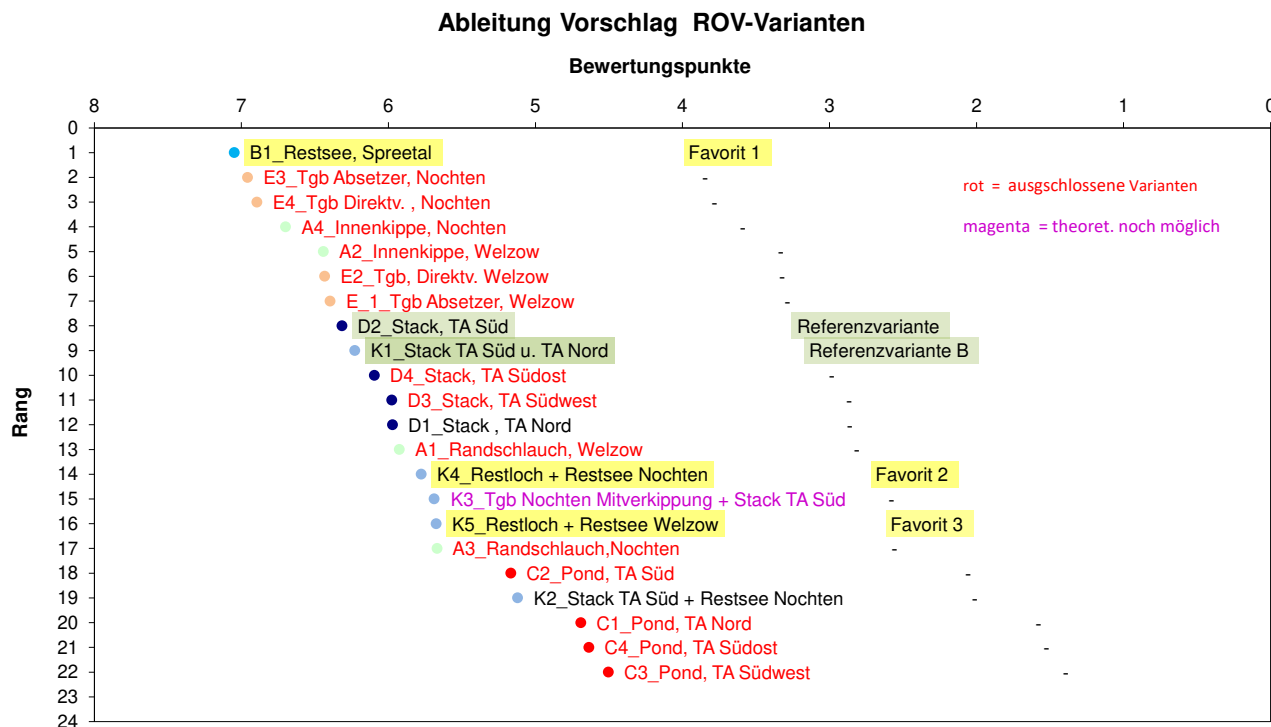 Ableitung Vorschlag ROV-Varianten
Bewertungspunkte
8 7 6 5 4 3 2 1 0
Rang
0
1 B1_Restsee, Spreetal Favorit 1
2 E3_Tgb Absetzer, Nochten -
rot = ausgschlossene Varianten
3 E4_Tgb Direktv. , Nochten -
4 A4_Innenkippe, Nochten -
magenta = theoret. noch möglich
5 A2_Innenkippe, Welzow -
6 E2_Tgb, Direktv. Welzow -
7 E_1_Tgb Absetzer, Welzow -
8 D2_Stack, TA Süd Referenzvariante
9 K1_Stack TA Süd u. TA Nord Referenzvariante B
10 D4_Stack, TA Südost -
11 D3_Stack, TA Südwest -
12 D1_Stack , TA Nord -
13 A1_Randschlauch, Welzow -
14 K4_Restloch + Restsee Nochten Favorit 2
15 K3_Tgb Nochten Mitverkippung + Stack TA Süd -
16 K5_Restloch + Restsee Welzow Favorit 3
17 A3_Randschlauch,Nochten -
18 C2_Pond, TA Süd -
19 K2_Stack TA Süd + Restsee Nochten -
20 C1_Pond, TA Nord -
21 C4_Pond, TA Südost -
22 C3_Pond, TA Südwest -
23
24